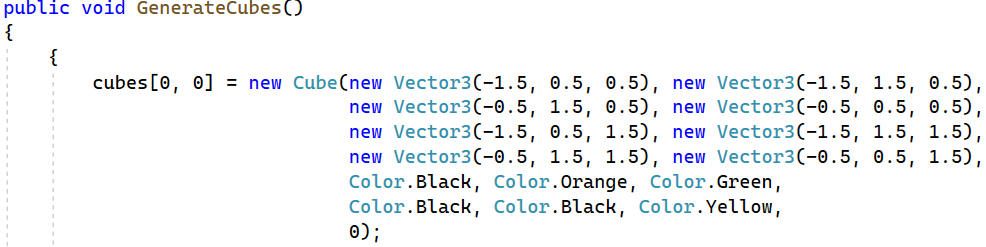 public void GenerateCubes()
{
    {
        cubes[0, 0] = new Cube(new Vector3(-1.5, 0.5, 0.5), new Vector3(-1.5, 1.5, 0.5),
                               new Vector3(-0.5, 1.5, 0.5), new Vector3(-0.5, 0.5, 0.5),
                               new Vector3(-1.5, 0.5, 1.5), new Vector3(-1.5, 1.5, 1.5),
                               new Vector3(-0.5, 1.5, 1.5), new Vector3(-0.5, 0.5, 1.5),
                               Color.Black, Color.Orange, Color.Green,
                               Color.Black, Color.Black, Color.Yellow,
                               0);